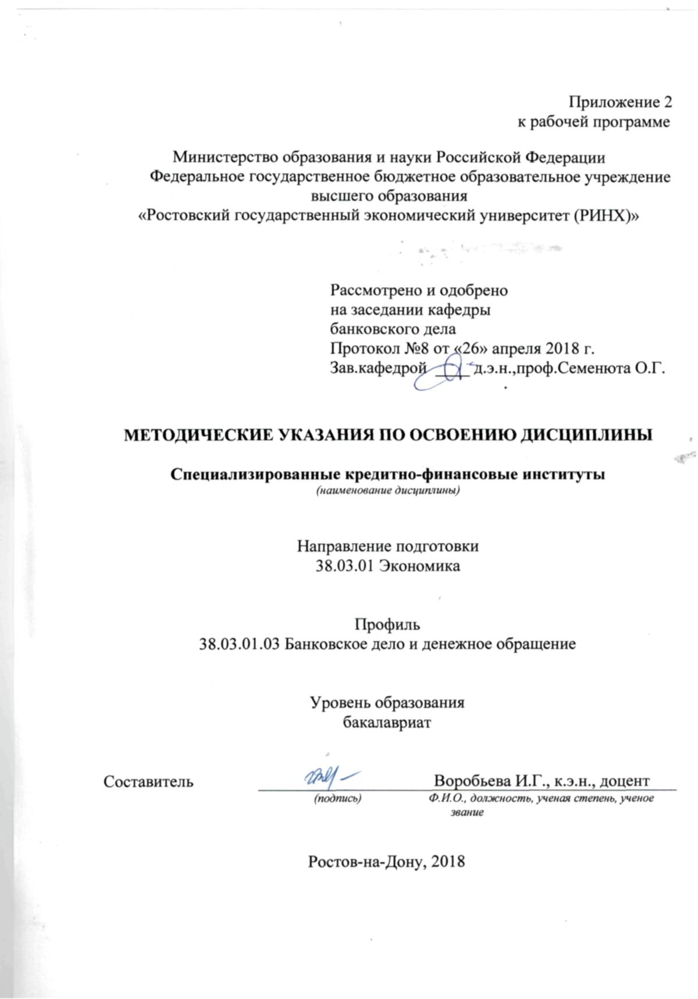 Приложение 2
к рабочей программе
Министерство образования и науки Российской Федерации
Федеральное государственное бюджетное образовательное учреждение
высшего образования
«Ростовский государственный экономический университет (РИНХ)»
Рассмотрено и одобрено
на заседании кафедры
банковского дела
Протокол №8 от «26» апреля 2018 г.
Зав.кафедрой ____ д.э.н.,проф.Семенюта О.Г.
МЕТОДИЧЕСКИЕ УКАЗАНИЯ ПО ОСВОЕНИЮ ДИСЦИПЛИНЫ
Специализированные кредитно-финансовые институты
(наименование дисциплины)
Направление подготовки
38.03.01 Экономика
Профиль
38.03.01.03 Банковское дело и денежное обращение
Уровень образования
бакалавриат
Составитель Воробьева И.Г., к.э.н., доцент
(подпись) Ф.И.О., должность, ученая степень, ученое
звание
Ростов-на-Дону, 2018